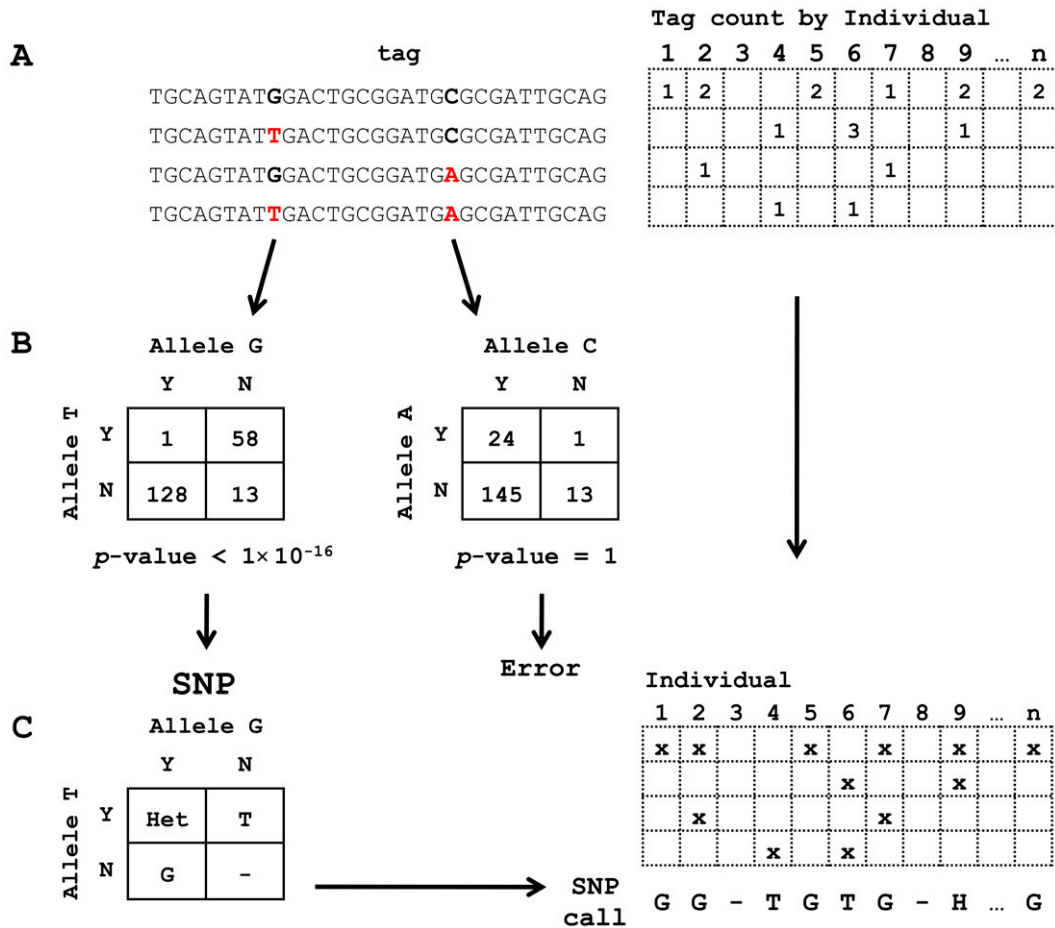 A
tag
Tag count by Individual
1 2 3 4 5 6 7 8 9 … n
TGCAGTATGGACTGCGGATGCGCGATTGCAG
1 2 2 1 2 2
TGCAGTATTGACTGCGGATGCGCGATTGCAG
1 3 1
TGCAGTATGGACTGCGGATGAGCGATTGCAG
1 1
TGCAGTATTGACTGCGGATGAGCGATTGCAG
1 1
B
Allele G
Y N
Allele T
Y 1 58
N 128 13
p-value < 1×10⁻¹⁶
SNP
Allele C
Y N
Allele A
Y 24 1
N 145 13
p-value = 1
Error
C
Allele G
Y N
Allele T
Y Het T
N G -
Individual
1 2 3 4 5 6 7 8 9 … n
x x x x x x
x x
x x
x x
SNP
call
G G - T G T G - H … G